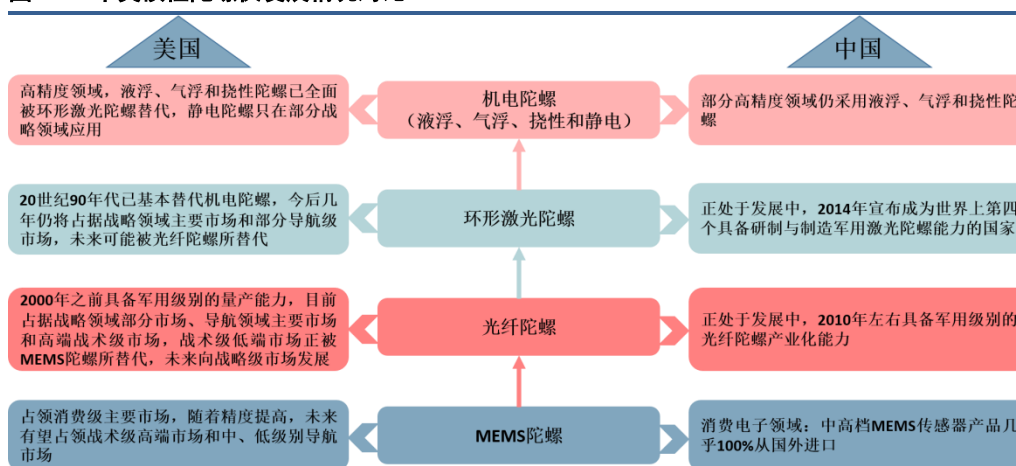 美国
中国
高精度领域，液浮、气浮和挠性陀螺已全面
被环形激光陀螺替代，静电陀螺只在部分战
略领域应用
机电陀螺
（液浮、气浮、挠性和静电）
部分高精度领域仍采用液浮、气浮和挠性陀
螺
20世纪90年代已基本替代机电陀螺，今后几
年仍将占据战略领域主要市场和部分导航级
市场，未来可能被光纤陀螺所替代
环形激光陀螺
正处于发展中，2014年宣布成为世界上第四
个具备研制与制造军用激光陀螺能力的国家
2000年之前具备军用级别的量产能力，目前
占据战略领域部分市场、导航领域主要市场
和高端战术级市场，战术级低端市场正被
MEMS陀螺所替代，未来向战略级市场发展
光纤陀螺
正处于发展中，2010年左右具备军用级别的
光纤陀螺产业化能力
占领消费级主要市场，随着精度提高，未来
有望占领战术级高端市场和中、低级别导航
市场
MEMS陀螺
消费电子领域：中高档MEMS传感器产品几
乎100%从国外进口